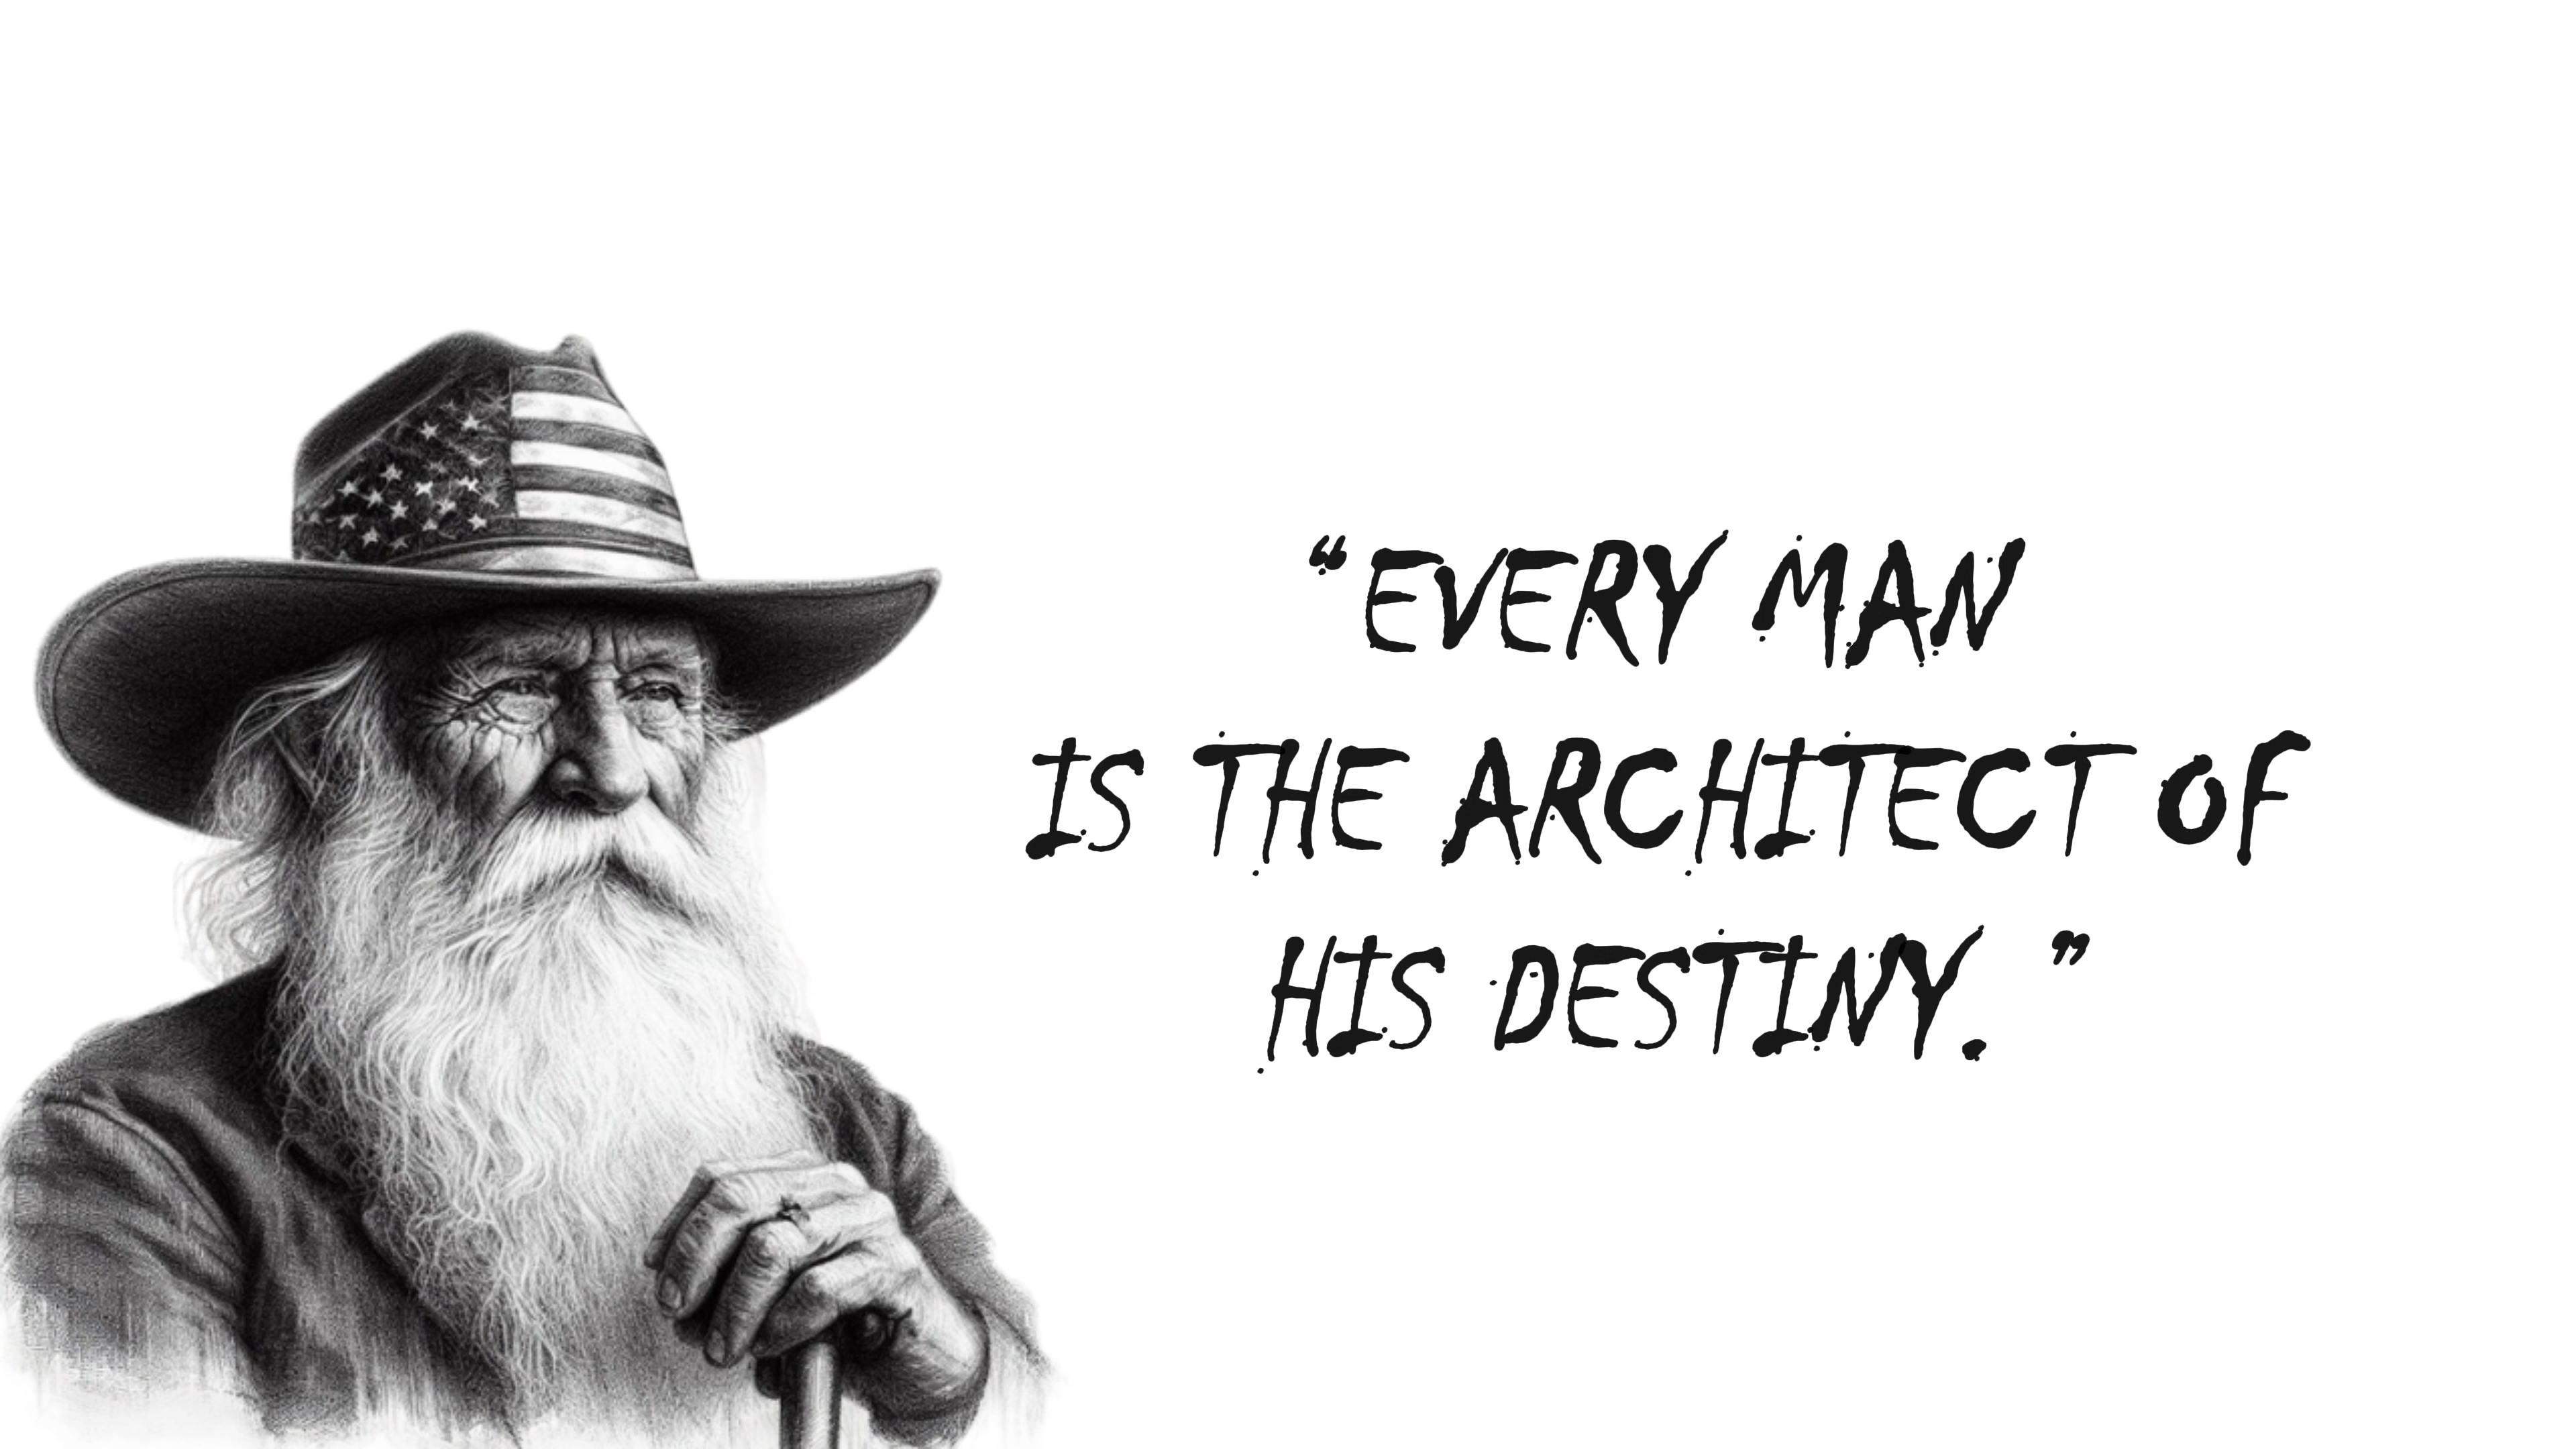 “EVERY MAN
IS THE ARCHITECT OF
HIS DESTINY. ”